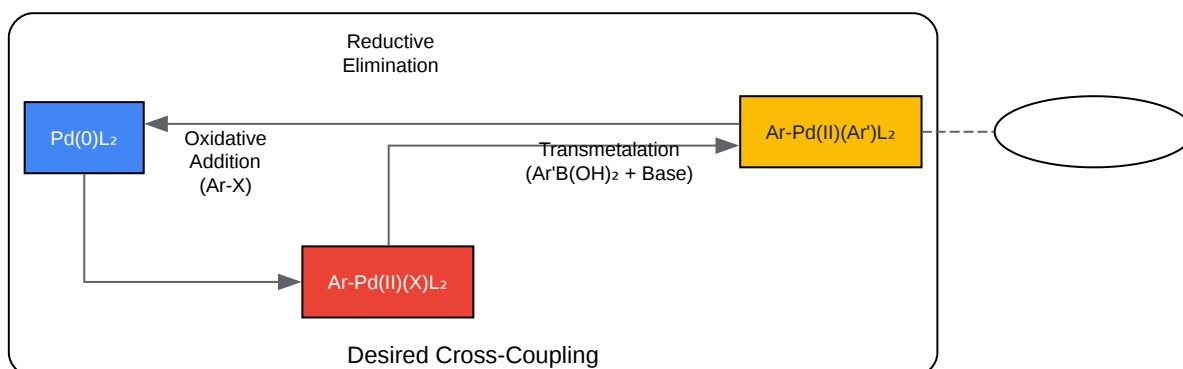 Reductive
Elimination
Pd(0)L₂
Oxidative
Addition
(Ar-X)
Transmetalation
(Ar'B(OH)₂ + Base)
Ar-Pd(II)(Ar')L₂
Ar-Pd(II)(X)L₂
Desired Cross-Coupling